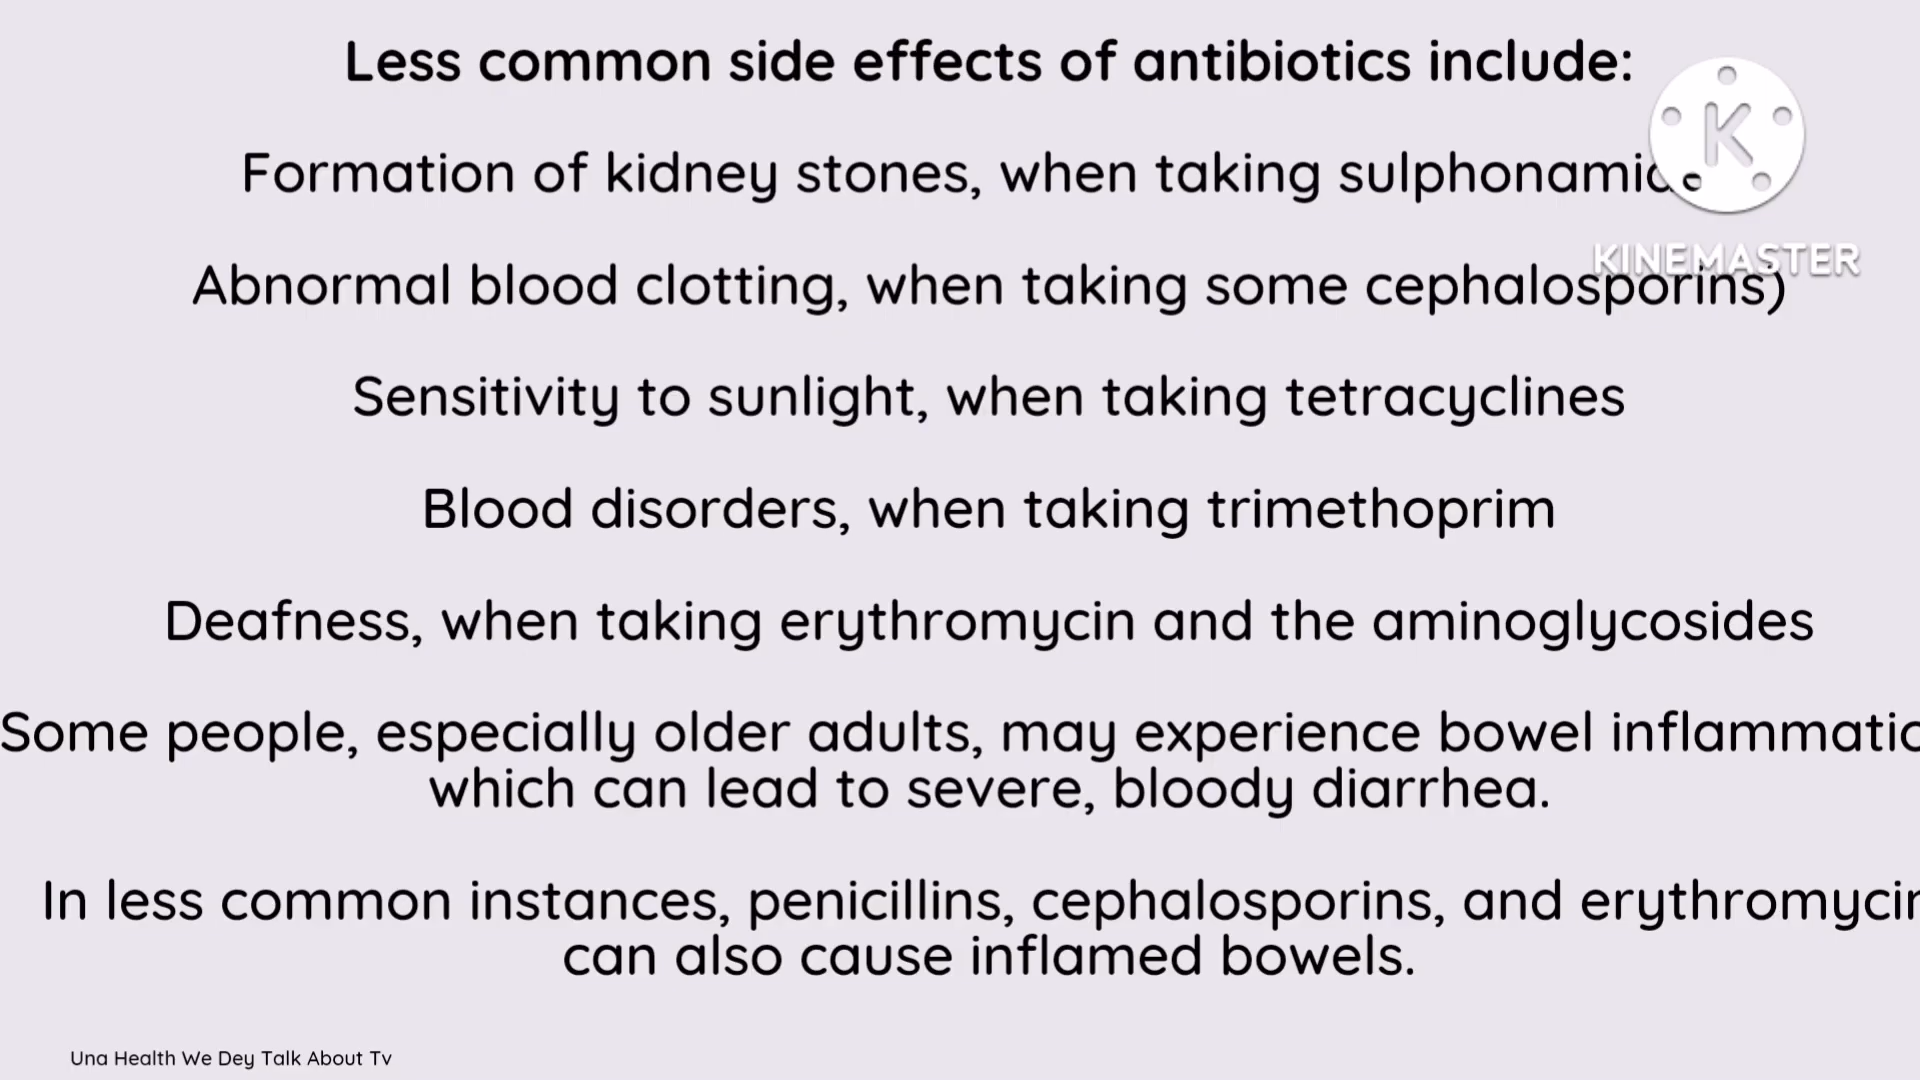 Less common side effects of antibiotics include:
Formation of kidney stones, when taking
Abnormal blood clotting, when taking some cephalosporins)
Sensitivity to sunlight, when taking tetracyclines
Blood disorders, when taking trimethoprim
Deafness, when taking erythromycin and the aminoglycosides
Some people, especially older adults, may experience bowel
which can lead to severe, bloody diarrhea.
In less common instances, penicillins, cephalosporins, and erythromycin
can also cause inflamed bowels.
K
KINEMASTER
Una Health We Dey Talk About Tv